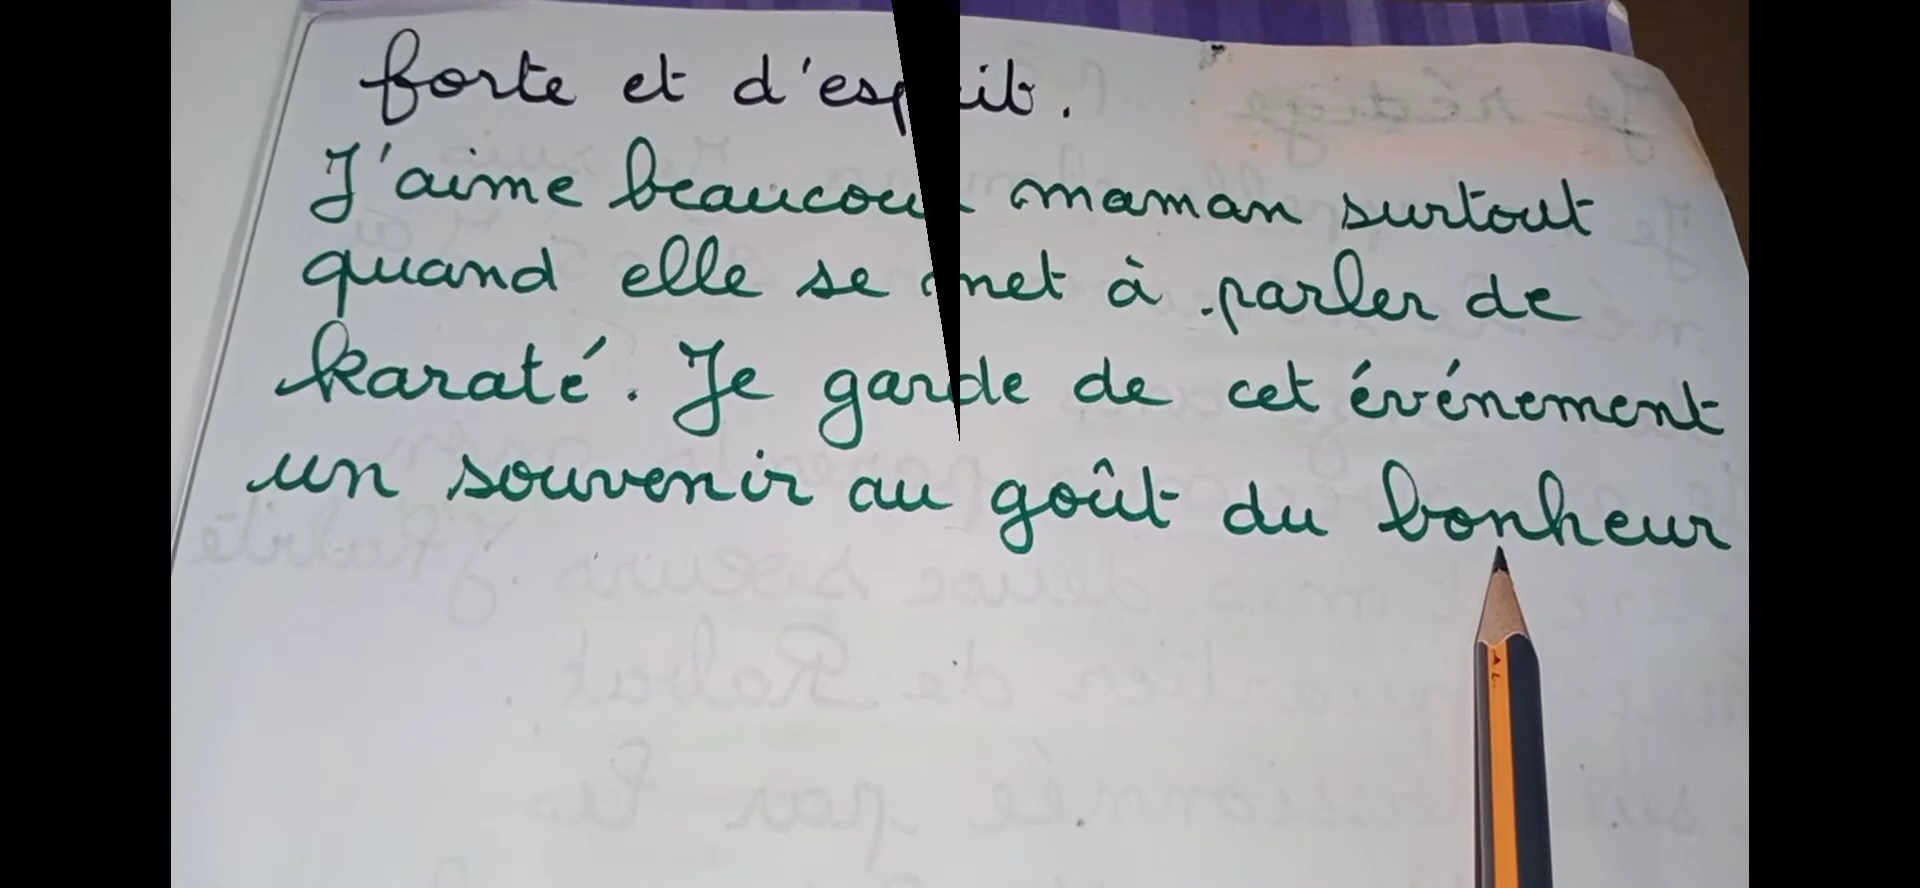 forte et d'esprit.
J'aime beaucoup maman surtout
quand elle se met à parler de
karaté. Je garde de cet événement
un souvenir au goût du bonheur